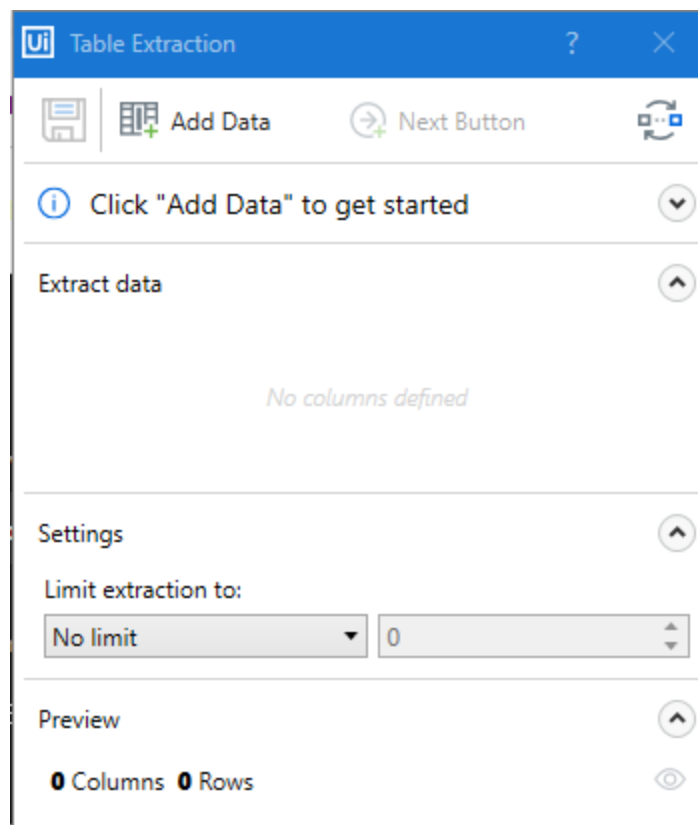 Ui Table Extraction ?
Add Data Next Button
Click "Add Data" to get started
Extract data
No columns defined
Settings
Limit extraction to:
No limit 0
Preview
0 Columns 0 Rows